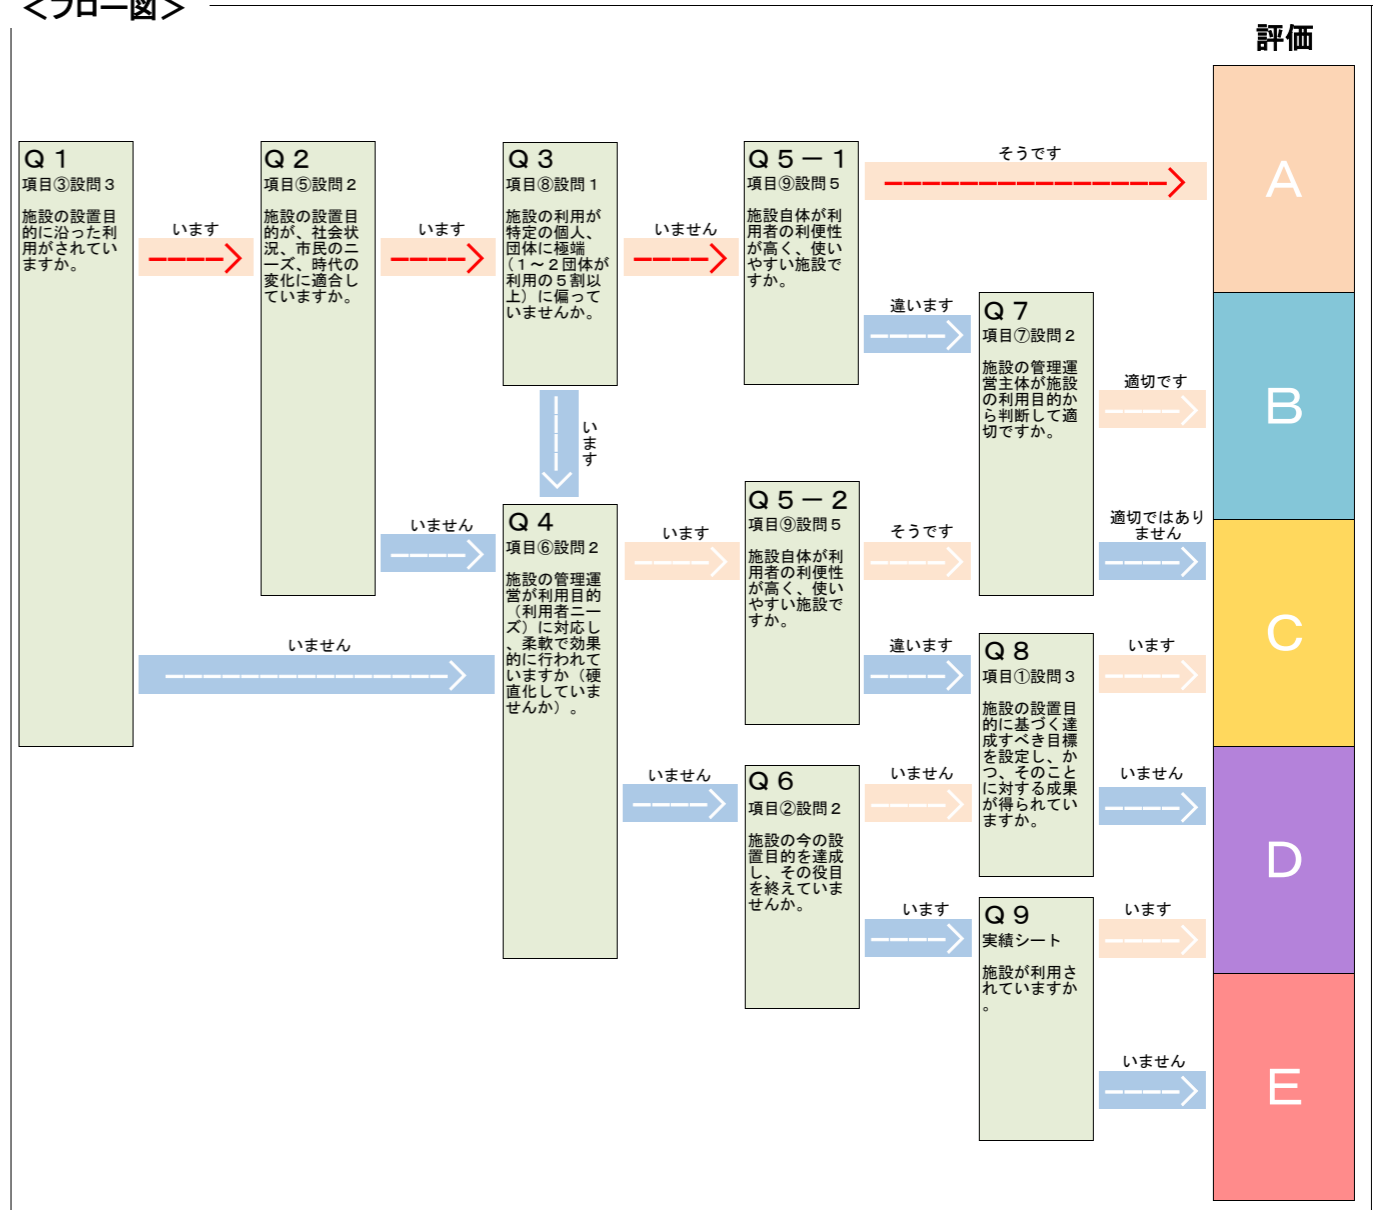 ＜フロー図＞
評価
Ｑ１
項目③設問３
施設の設置目
的に沿った利
用がされてい
ますか。
います
Ｑ２
項目⑤設問２
施設の設置目
的が、社会状
況、市民のニ
ーズ、時代の
変化に適合し
ていますか。
います
Ｑ３
項目⑧設問１
施設の利用が
特定の個人、
団体に極端
（１～２団体が
利用の５割以
上）に偏って
いませんか。
いません
Ｑ５－１
項目⑨設問５
施設自体が利
用者の利便性
が高く、使い
やすい施設で
すか。
そうです
A
違います
Ｑ７
項目⑦設問２
施設の管理運
営主体が施設
の利用目的か
ら判断して適
切ですか。
適切です
B
適切ではあり
ません
います
いません
いません
Ｑ４
項目⑥設問２
施設の管理運
営が利用目的
（利用者ニー
ズ）に対応し
、柔軟で効果
的に行われて
いますか（硬
直化していま
せんか）。
います
Ｑ５－２
項目⑨設問５
施設自体が利
用者の利便性
が高く、使い
やすい施設で
すか。
そうです
違います
Ｑ８
項目①設問３
施設の設置目
的に基づく達
成すべき目標
を設定し、か
つ、そのこと
に対する成果
が得られてい
ますか。
います
C
いません
いません
Ｑ６
項目②設問２
施設の今の設
置目的を達成
し、その役目
を終えていま
せんか。
いません
います
Ｑ９
実績シート
施設が利用さ
れていますか
。
います
D
いません
E